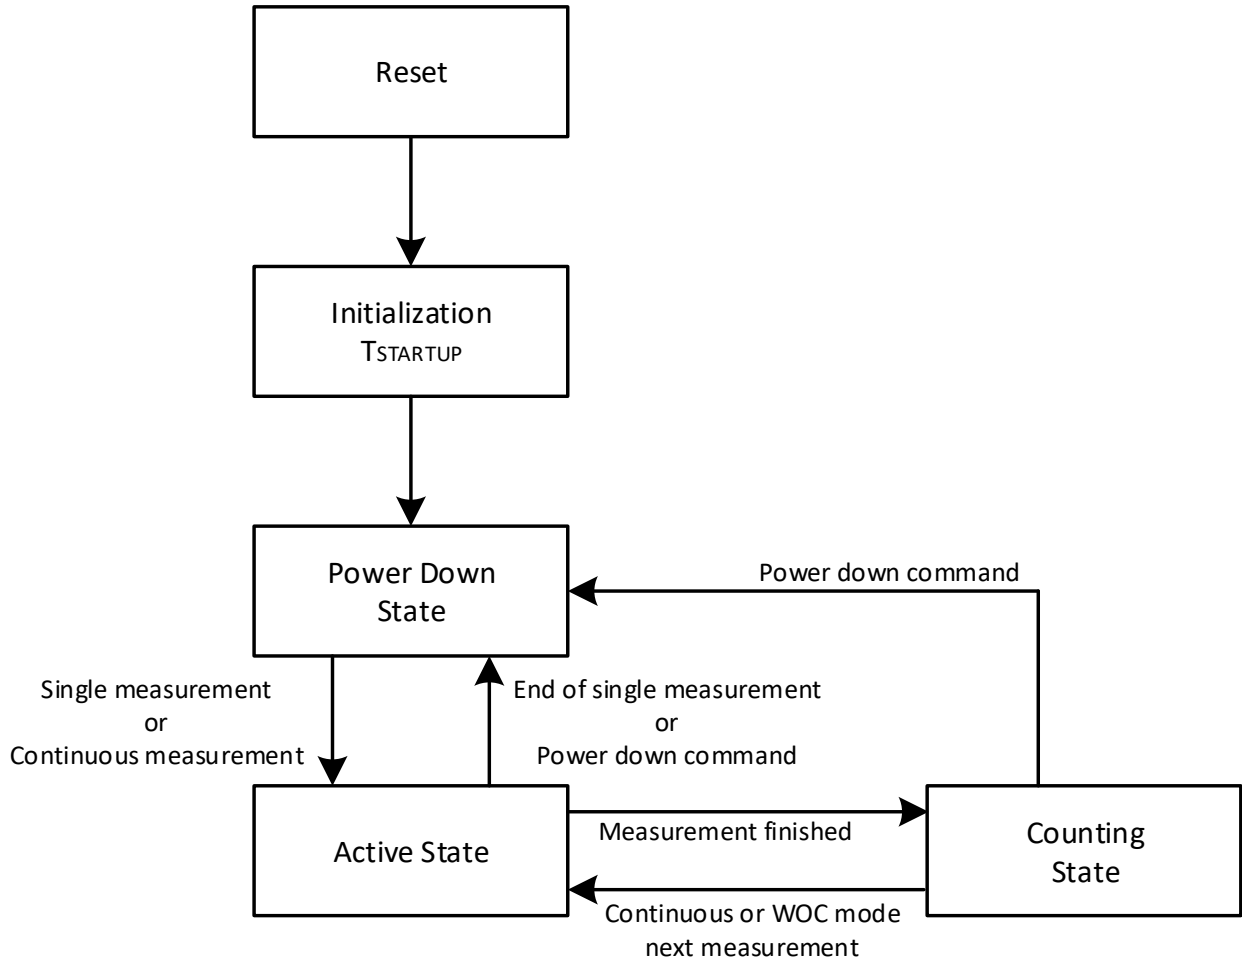 Reset
Initialization
TSTARTUP
Power Down
State
Power down command
Single measurement
or
Continuous measurement
End of single measurement
or
Power down command
Active State
Measurement finished
Continuous or WOC mode
next measurement
Counting
State